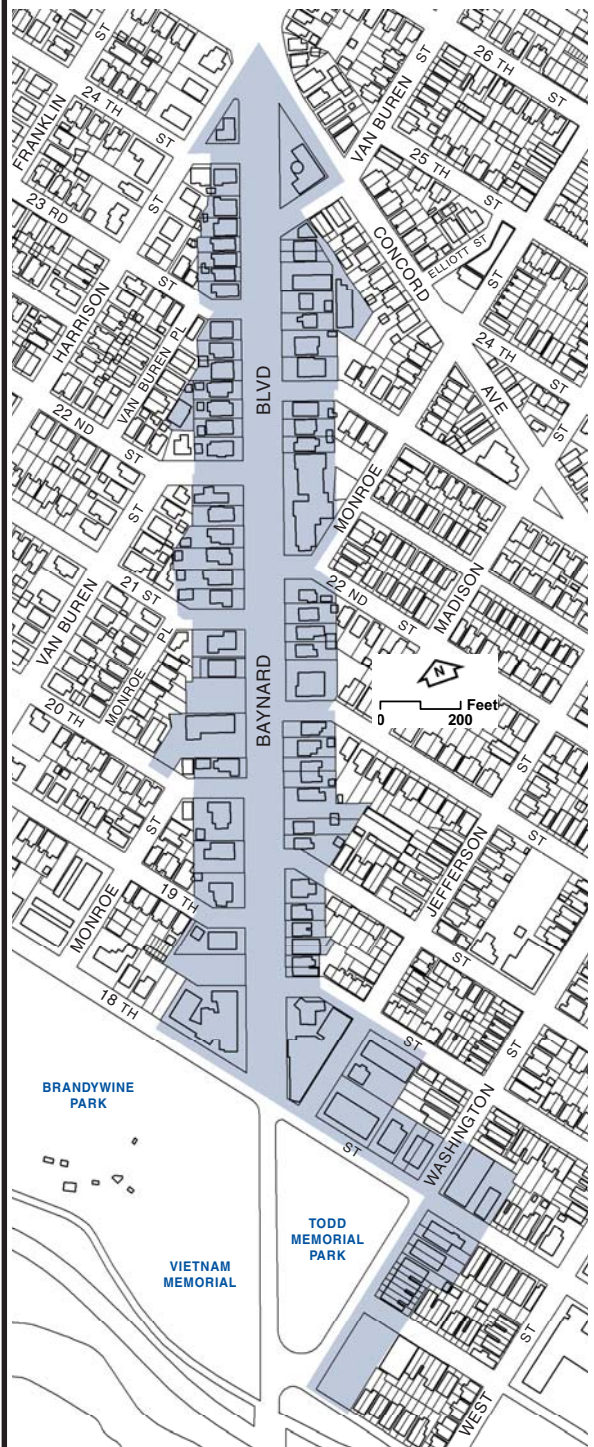 ST
26 TH
VAN BUREN
ST
FRANKLIN
24 TH
ST
25 TH
ST
23 RD
ST
CONCORD
ELLIOTT ST
ST
HARRISON
ST
VAN BUREN PL
BLVD
24 TH
AVE
ST
22 ND
ST
ST
MONROE
21 ST
22 ND
ST
MADISON
VAN BUREN
MONROE PL
BAYNARD
N
Feet
0 200
20 TH
ST
ST
ST
JEFFERSON
19 TH
MONROE
ST
18 TH
ST
ST
BRANDYWINE
PARK
ST
WASHINGTON
TODD
MEMORIAL
PARK
VIETNAM
MEMORIAL
ST
WEST